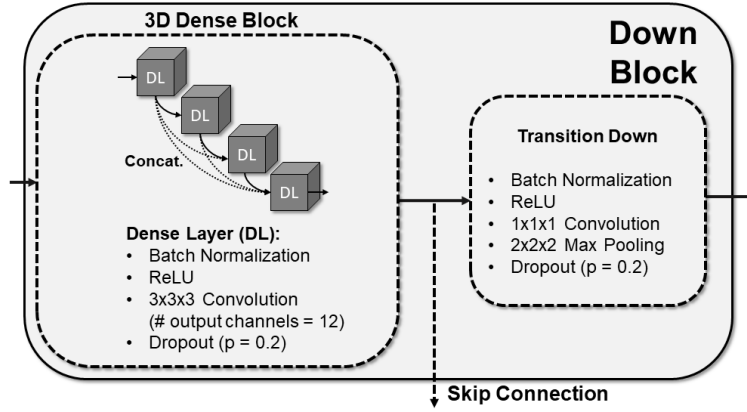 3D Dense Block
Down
Block
DL
DL
DL
DL
Concat.
Dense Layer (DL):
• Batch Normalization
• ReLU
• 3x3x3 Convolution
(# output channels = 12)
• Dropout (p = 0.2)
Transition Down
• Batch Normalization
• ReLU
• 1x1x1 Convolution
• 2x2x2 Max Pooling
• Dropout (p = 0.2)
Skip Connection